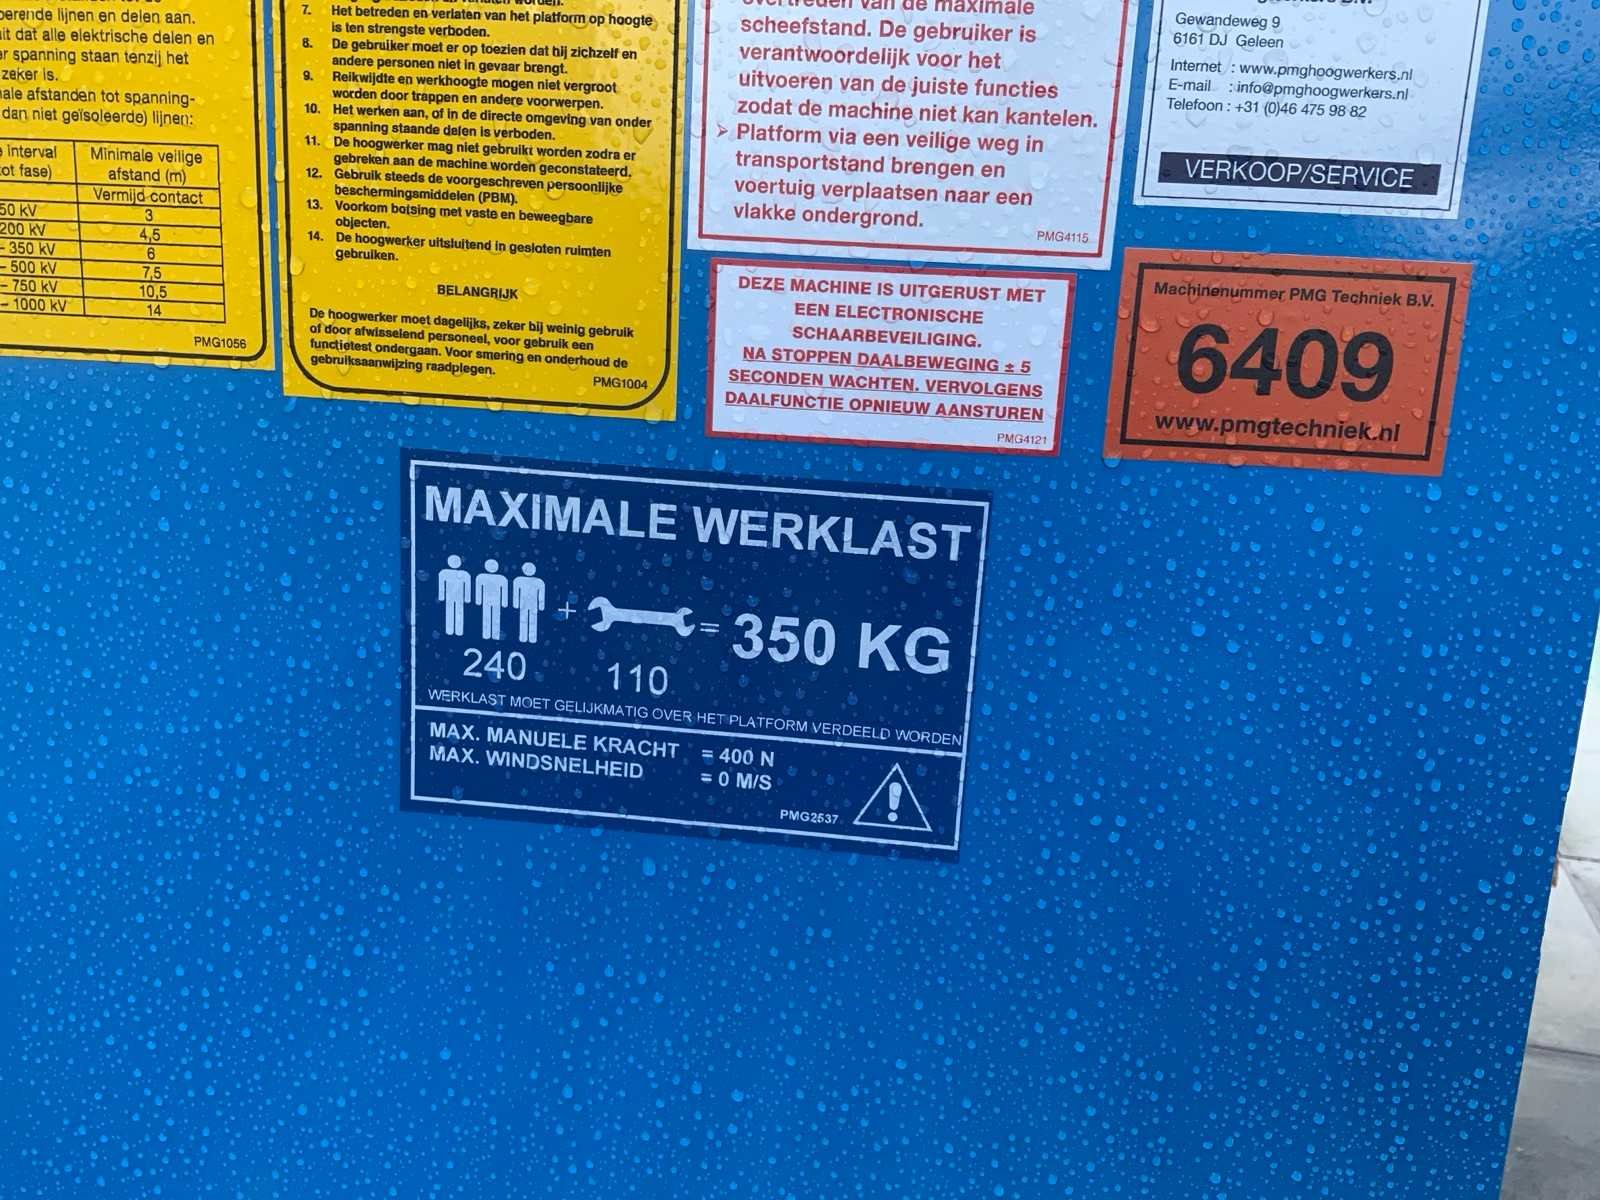 perende lijnen en delen aan.
uit dat alle elektrische delen en
spanning staan tenzij het
zeker is.
afstanden tot spanning-
dan niet geïsoleerde) lijnen:
interval
tot fase)
Minimale veilige
afstand (m)
Vermijd contact
50 kV 3
200 kV 4,5
– 350 kV 6
– 500 kV 7,5
– 750 kV 10,5
– 1000 kV 14
PMG1056
7. Het betreden en verlaten van het platform op hoogte
is ten strengste verboden.
8. De gebruiker moet er op toezien dat hij zichzelf en
andere personen niet in gevaar brengt.
9. Reikwijdte en werkhoogte mogen niet vergroot
worden door trappen en andere voorwerpen.
10. Het werken aan, of in de directe omgeving van onder
spanning staande delen is verboden.
11. De hoogwerker mag niet gebruikt worden zodra er
gebreken aan de machine worden geconstateerd.
12. Gebruik steeds de voorgeschreven persoonlijke
beschermingsmiddelen (PBM).
13. Voorkom botsing met vaste en beweegbare
objecten.
14. De hoogwerker uitsluitend in gesloten ruimten
gebruiken.
BELANGRIJK
De hoogwerker moet dagelijks, zeker bij weinig gebruik
of door afwisselend personeel, voor gebruik een
functietest ondergaan. Voor smering en onderhoud de
gebruiksaanwijzing raadplegen.
PMG1004
overtreden van de maximale
scheefstand. De gebruiker is
verantwoordelijk voor het
uitvoeren van de juiste functies
zodat de machine niet kan kantelen.
➢ Platform via een veilige weg in
transportstand brengen en
voertuig verplaatsen naar een
vlakke ondergrond.
PMG4115
Gewandeweg 9
6161 DJ Geleen
Internet : www.pmghoogwerkers.nl
E-mail : info@pmghoogwerkers.nl
Telefoon : +31 (0)46 475 98 82
VERKOOP/SERVICE
DEZE MACHINE IS UITGERUST MET
EEN ELECTRONISCHE
SCHAARBEVEILIGING.
NA STOPPEN DAALBEWEGING ± 5
SECONDEN WACHTEN. VERVOLGENS
DAALFUNCTIE OPNIEUW AANSTUREN
PMG4121
Machinenummer PMG Techniek B.V.
6409
www.pmgtechniek.nl
MAXIMALE WERKLAST
+ = 350 KG
240 110
WERKLAST MOET GELIJKMATIG OVER HET PLATFORM VERDEELD WORDEN
MAX. MANUELE KRACHT = 400 N
MAX. WINDSNELHEID = 0 M/S
PMG2537